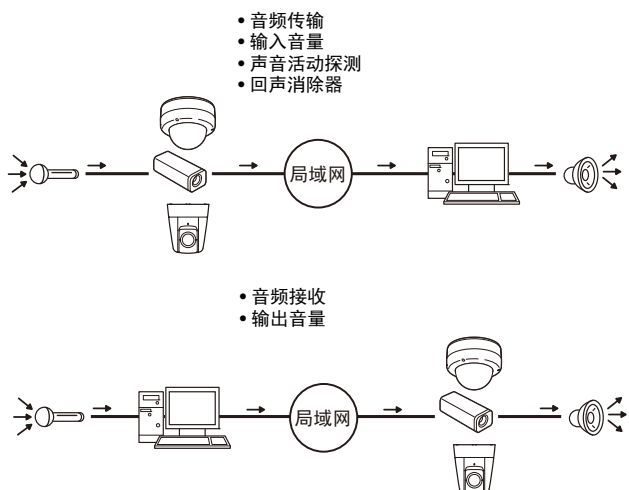 • 音频传输
• 输入音量
• 声音活动探测
• 回声消除器
局域网
• 音频接收
• 输出音量
局域网